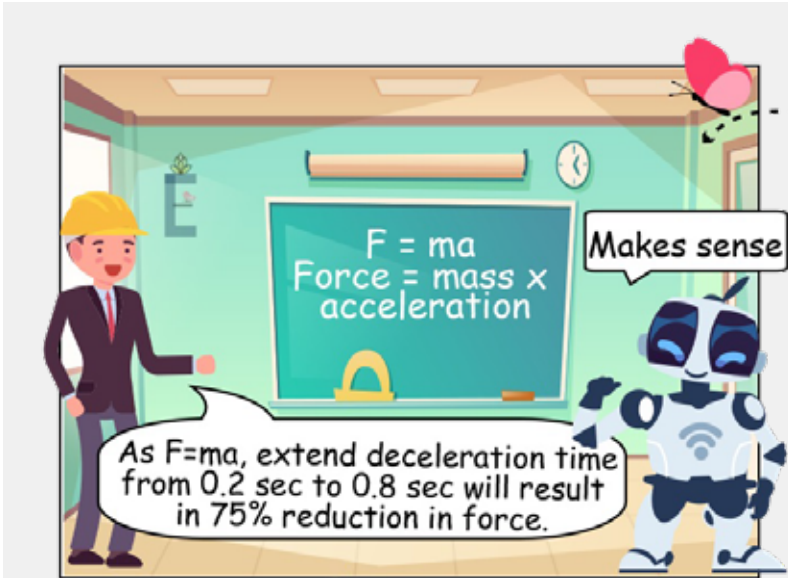 F = ma
Force = mass x
acceleration
Makes sense
As F=ma, extend deceleration time
from 0.2 sec to 0.8 sec will result
in 75% reduction in force.